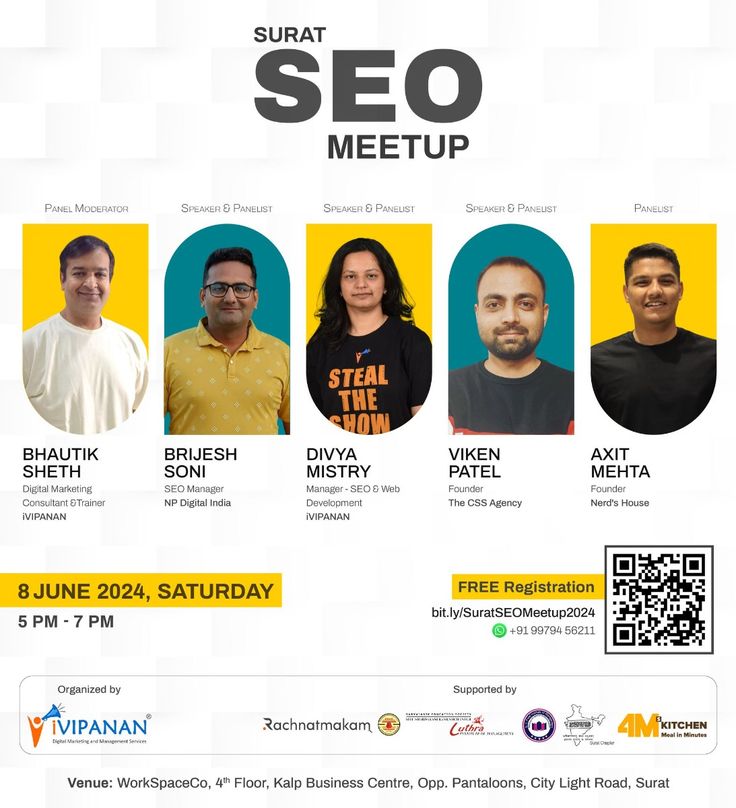 SURAT
SEO
MEETUP
PANEL MODERATOR
SPEAKER & PANELIST
SPEAKER & PANELIST
SPEAKER & PANELIST
PANELIST
STEAL
THE
SHOW
BHAUTIK
SHETH
Digital Marketing
Consultant &Trainer
iVIPANAN
BRIJESH
SONI
SEO Manager
NP Digital India
DIVYA
MISTRY
Manager - SEO & Web
Development
iVIPANAN
VIKEN
PATEL
Founder
The CSS Agency
AXIT
MEHTA
Founder
Nerd's House
8 JUNE 2024, SATURDAY
5 PM - 7 PM
FREE Registration
bit.ly/SuratSEOMeetup2024
+91 99794 56211
Organized by
iVIPANAN®
Digital Marketing and Management Services
Supported by
Rachnatmakam
Luthra
Surat Chapter
4M KITCHEN
Meal in Minutes
Venue: WorkSpaceCo, 4th Floor, Kalp Business Centre, Opp. Pantaloons, City Light Road, Surat